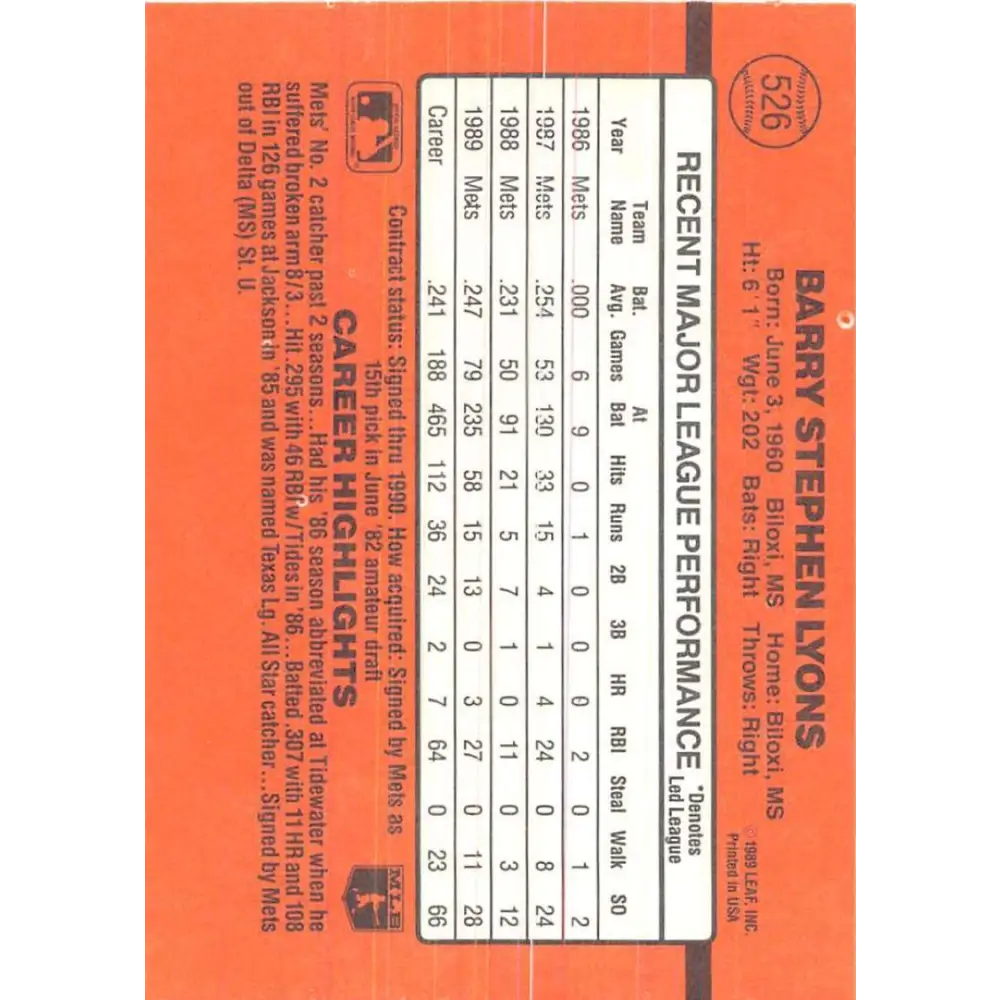 526
BARRY STEPHEN LYONS
Born: June 3, 1960 Biloxi, MS Home: Biloxi, MS
Ht: 6'1" Wgt: 202 Bats: Right Throws: Right
© 1989 LEAF, INC.
Printed in USA
RECENT MAJOR LEAGUE PERFORMANCE *Denotes Led League
Year Team Name Bat. Avg. Games At Bat Hits Runs 2B 3B HR RBI Steal Walk SO
1986 Mets .000 6 9 0 1 0 0 0 2 0 1 2
1987 Mets .254 53 130 33 15 4 1 4 24 0 8 24
1988 Mets .231 50 91 21 5 7 1 0 11 0 3 12
1989 Mets .247 79 235 58 15 13 0 3 27 0 11 28
Career .241 188 465 112 36 24 2 7 64 0 23 66
Contract status: Signed thru 1990. How acquired: Signed by Mets as
15th pick in June '82 amateur draft
MLB
CAREER HIGHLIGHTS
Mets' No. 2 catcher past 2 seasons...Had his '86 season abbreviated at Tidewater when he
suffered broken arm 8/3...Hit .295 with 46 RBI w/Tides in '86...Batted .307 with 11 HR and 108
RBI in 126 games at Jackson in '85 and was named Texas Lg. All Star catcher...Signed by Mets
out of Delta (MS) St. U.